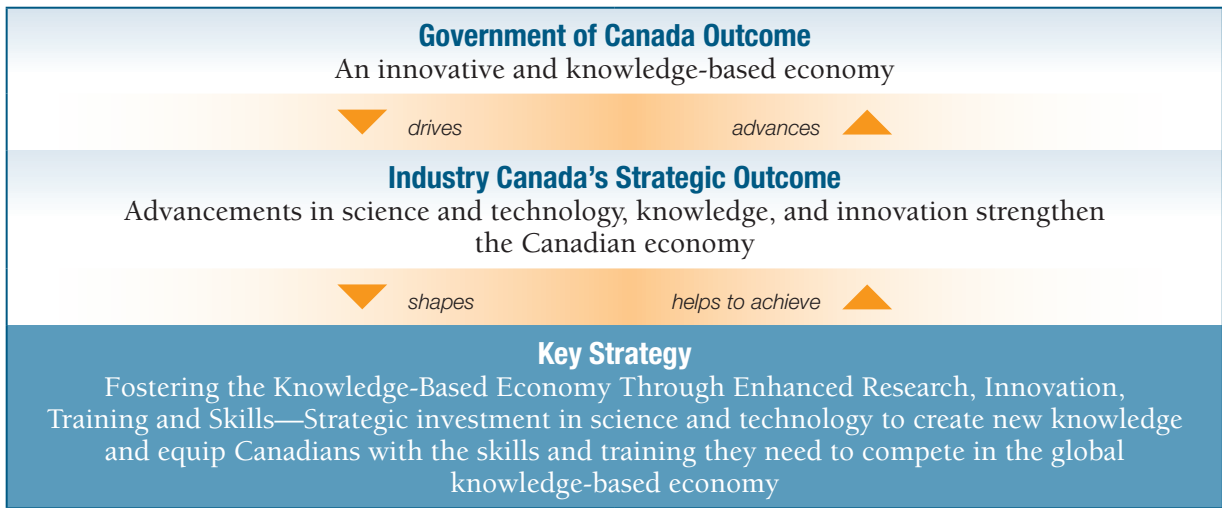 Government of Canada Outcome
An innovative and knowledge-based economy
drives advances
Industry Canada’s Strategic Outcome
Advancements in science and technology, knowledge, and innovation strengthen
the Canadian economy
shapes helps to achieve
Key Strategy
Fostering the Knowledge-Based Economy Through Enhanced Research, Innovation,
Training and Skills—Strategic investment in science and technology to create new knowledge
and equip Canadians with the skills and training they need to compete in the global
knowledge-based economy